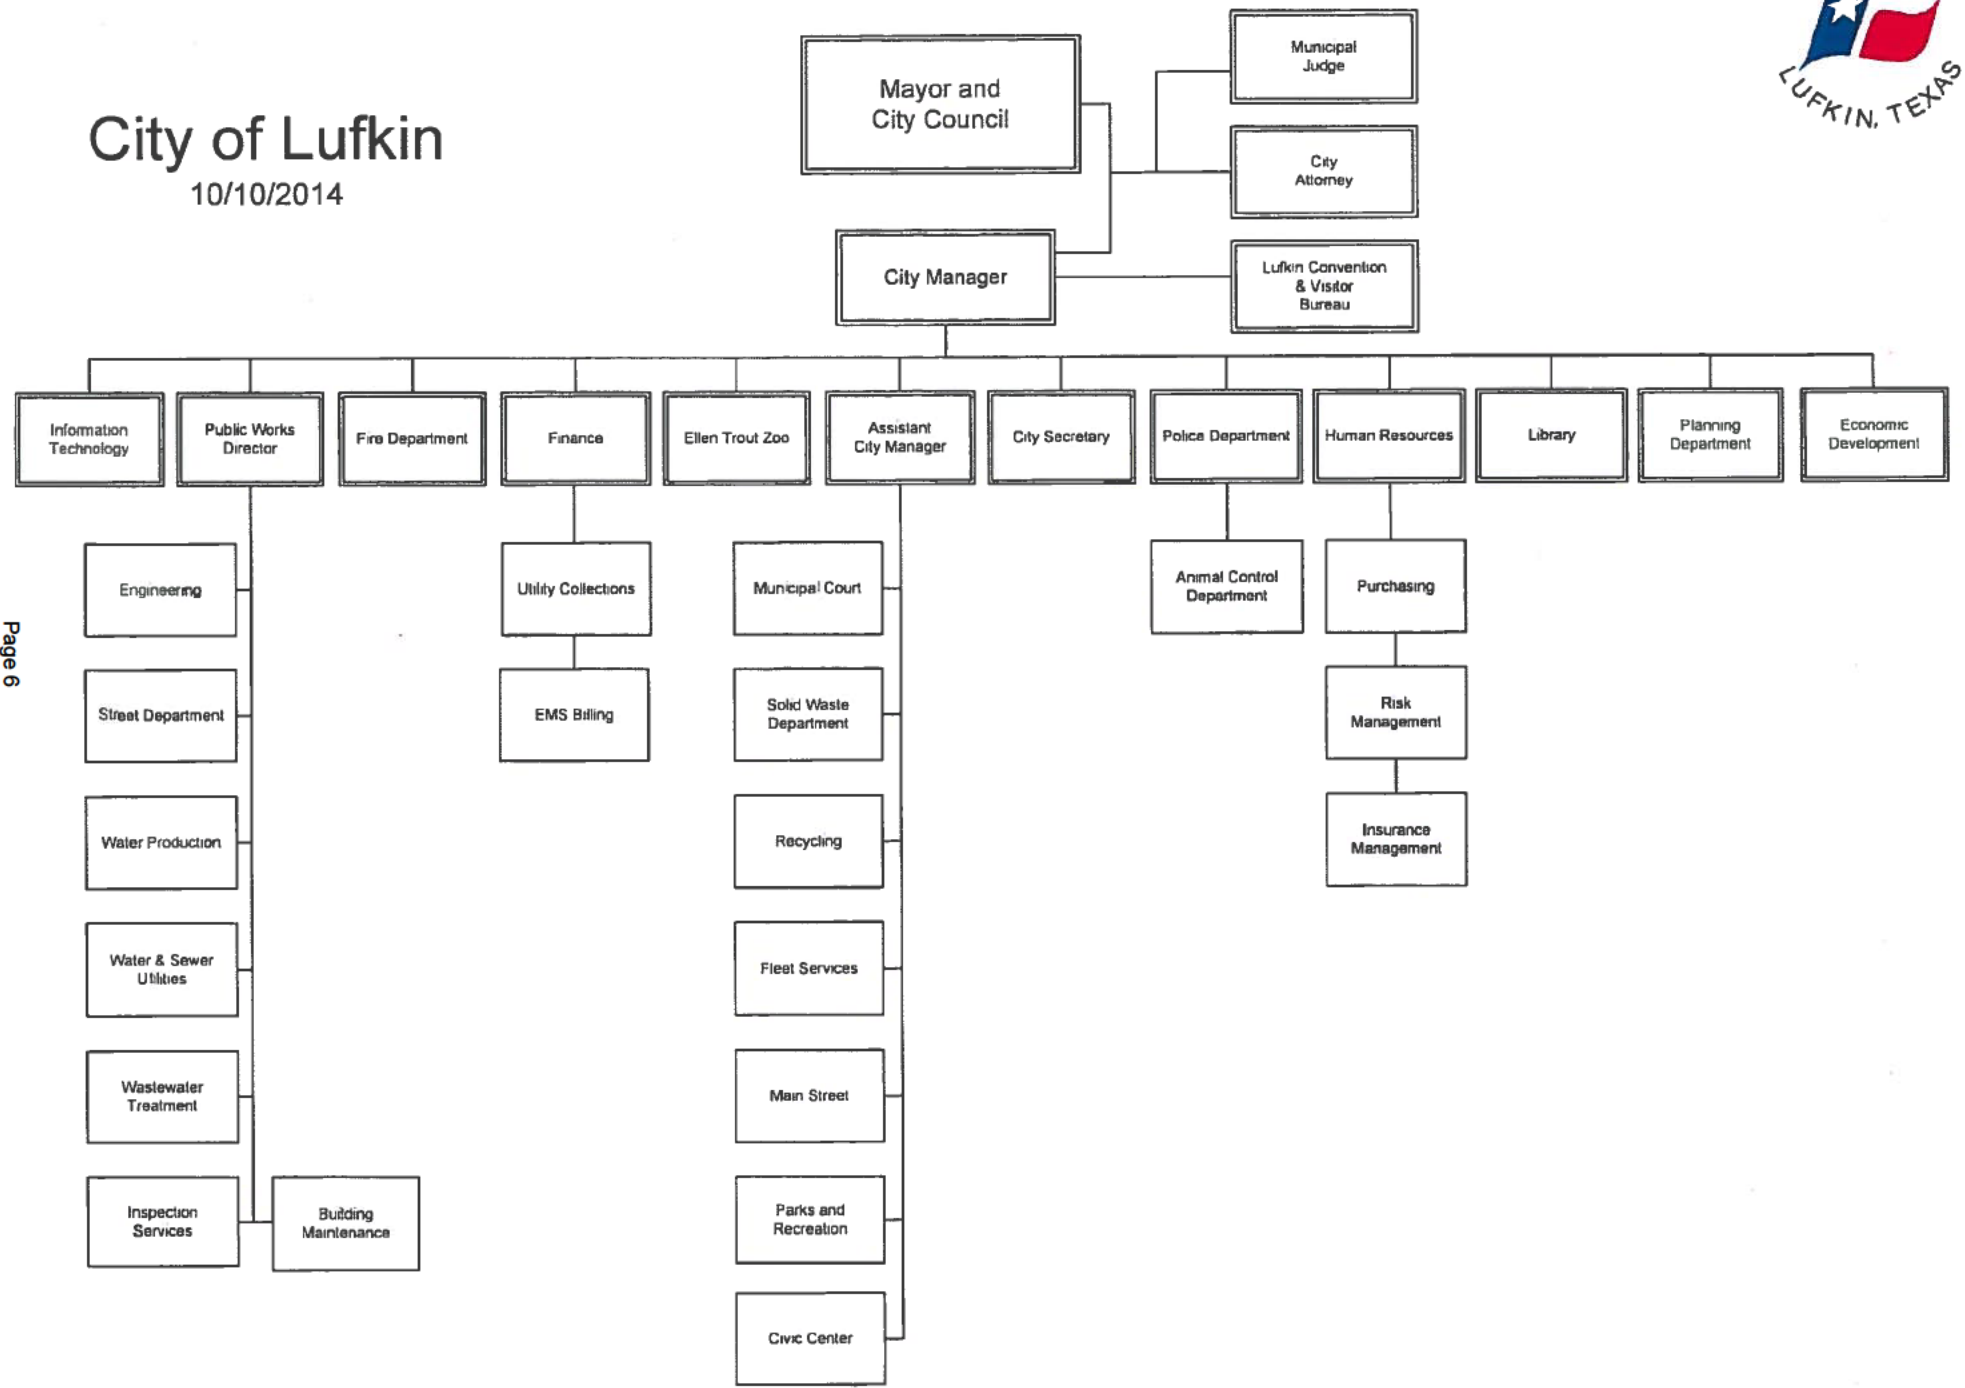 LUFKIN, TEXAS
City of Lufkin
10/10/2014
Mayor and
City Council
Municipal
Judge
City
Attorney
City Manager
Lufkin Convention
& Visitor
Bureau
Information
Technology
Public Works
Director
Fire Department
Finance
Ellen Trout Zoo
Assistant
City Manager
City Secretary
Police Department
Human Resources
Library
Planning
Department
Economic
Development
Engineering
Street Department
Water Production
Water & Sewer
Utilities
Wastewater
Treatment
Inspection
Services
Building
Maintenance
Utility Collections
EMS Billing
Municipal Court
Solid Waste
Department
Recycling
Fleet Services
Main Street
Parks and
Recreation
Civic Center
Animal Control
Department
Purchasing
Risk
Management
Insurance
Management
Page 6